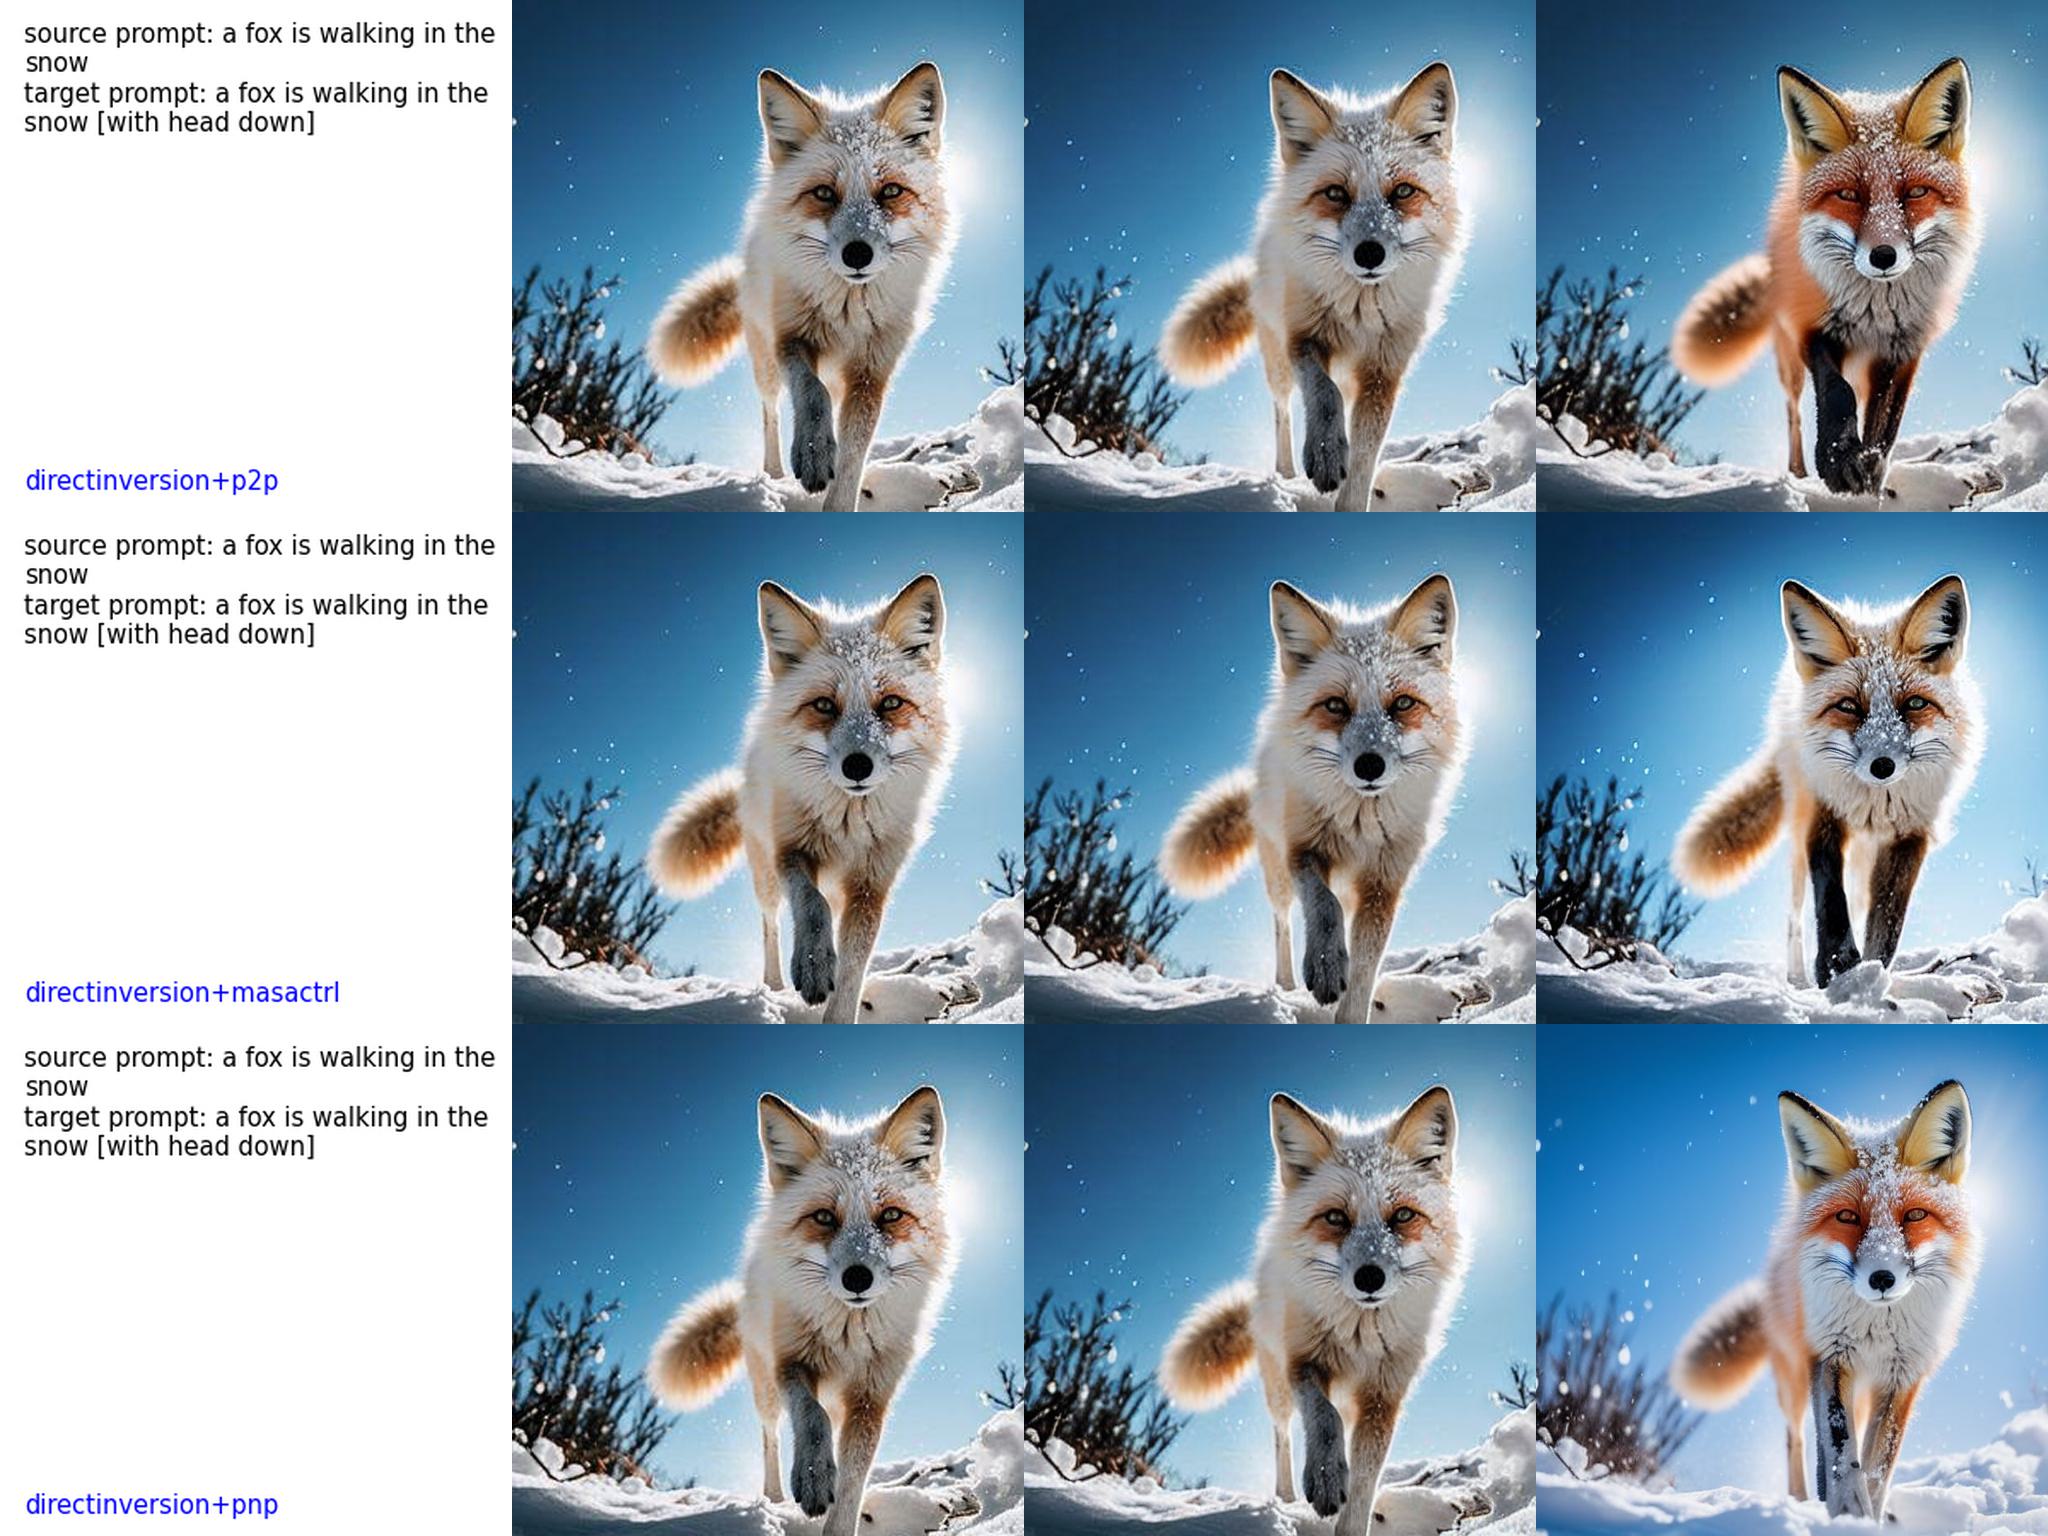 source prompt: a fox is walking in the
snow
target prompt: a fox is walking in the
snow [with head down]
directinversion+p2p
source prompt: a fox is walking in the
snow
target prompt: a fox is walking in the
snow [with head down]
directinversion+masactrl
source prompt: a fox is walking in the
snow
target prompt: a fox is walking in the
snow [with head down]
directinversion+pnp